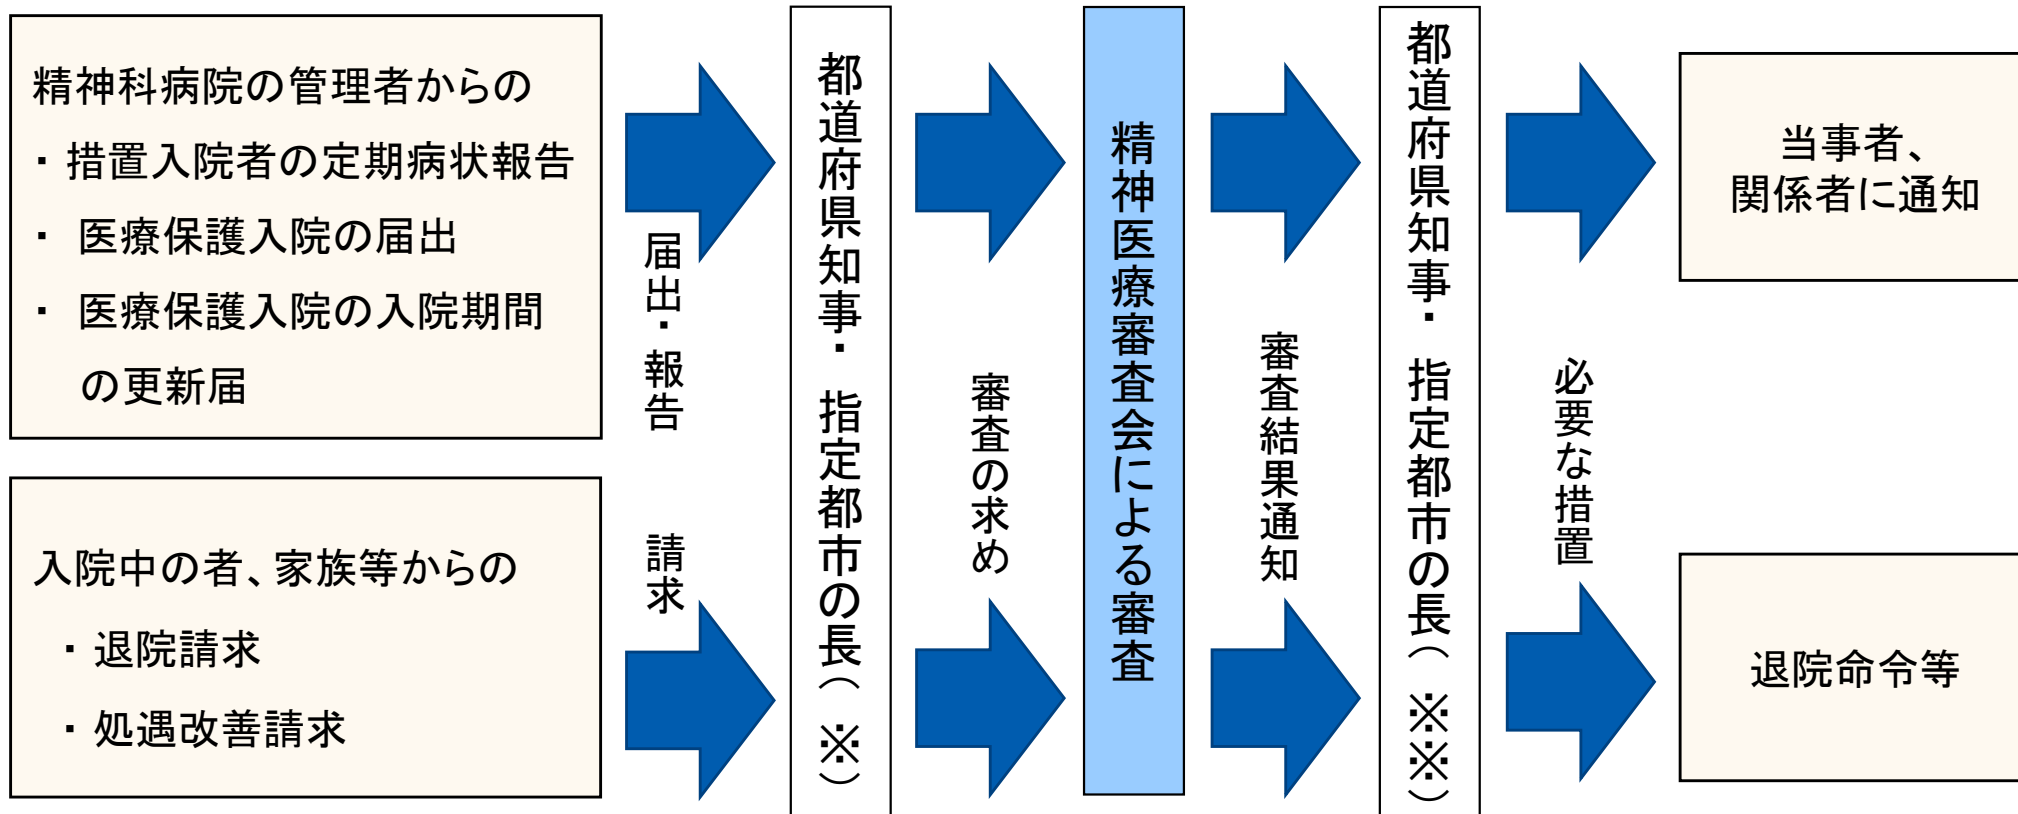 精神科病院の管理者からの
・措置入院者の定期病状報告
・ 医療保護入院の届出
・ 医療保護入院の入院期間
の更新届
入院中の者、家族等からの
・退院請求
・処遇改善請求
届出・報告
請求
都道府県知事・ 指定都市の長(※)
審査の求め
精神医療審査会による審査
審査結果通知
都道府県知事・ 指定都市の長(※※)
必要な措置
当事者、
関係者に通知
退院命令等